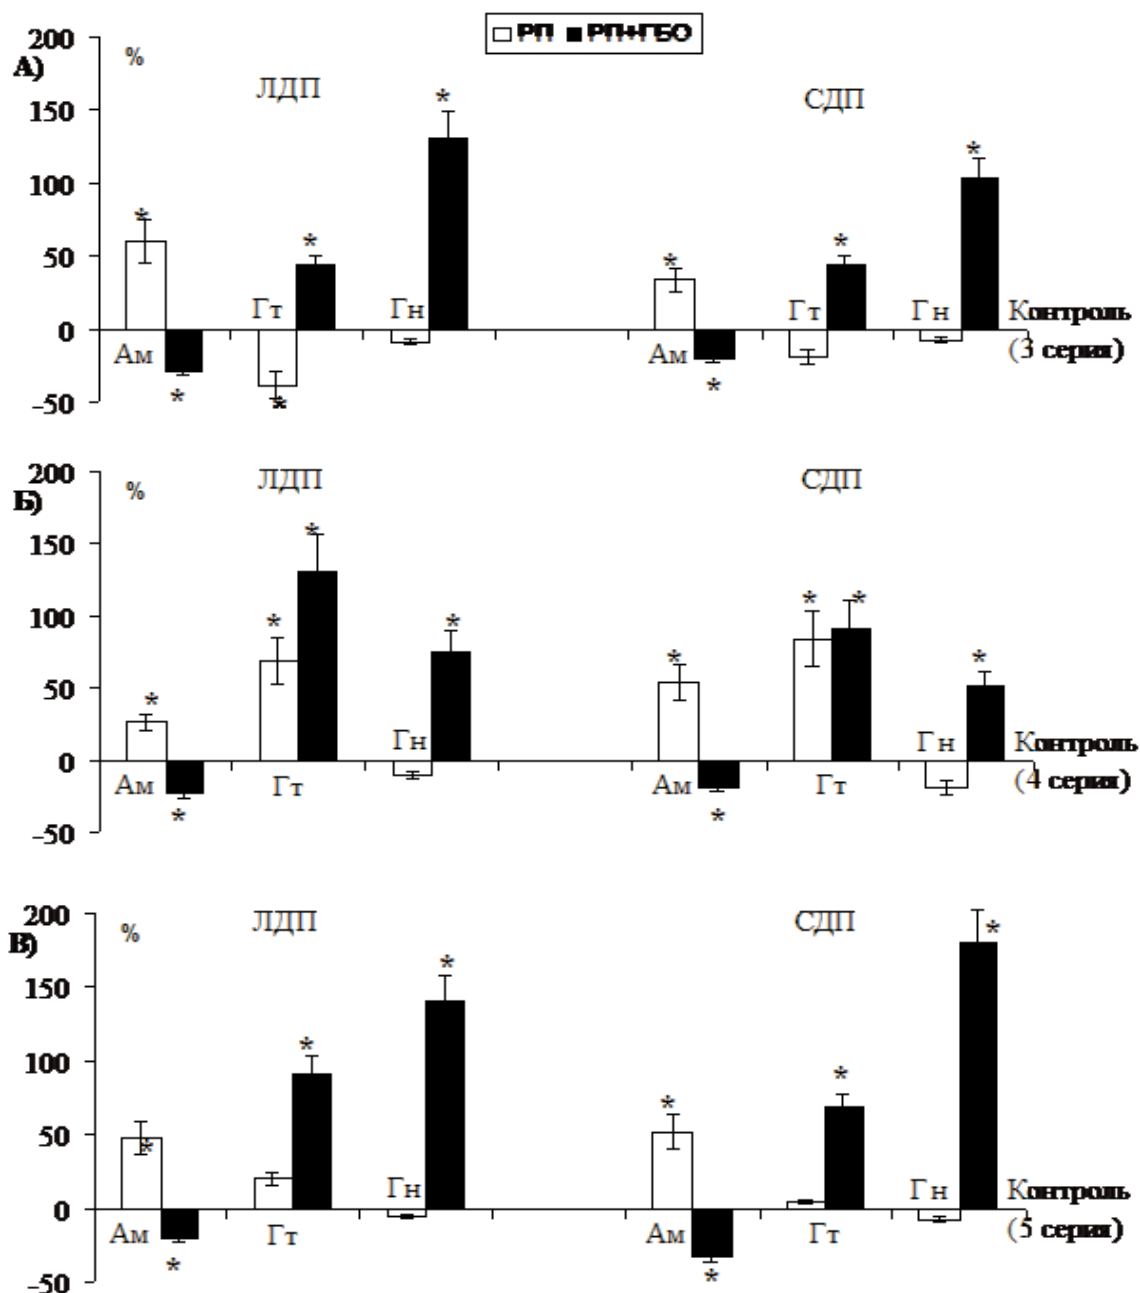 РП РП+ГБО
200
А)
%
ЛДП
СДП
150
*
*
100
*
50
*
*
*
*
Гт
Гн
Гт
Гн
Контроль
0
Ам
Ам
(3 серия)
*
*
-50
*
200
ЛДП
СДП
Б)
%
150
*
100
*
*
*
*
50
*
*
*
Гн
Гн
Контроль
0
Ам
Гт
Ам
Гт
(4 серия)
*
*
-50
200
ЛДП
СДП
В)
%
*
150
*
100
*
*
50
*
*
Гн
Гн
Контроль
0
Ам
Гт
Ам
Гт
(5 серия)
*
*
-50